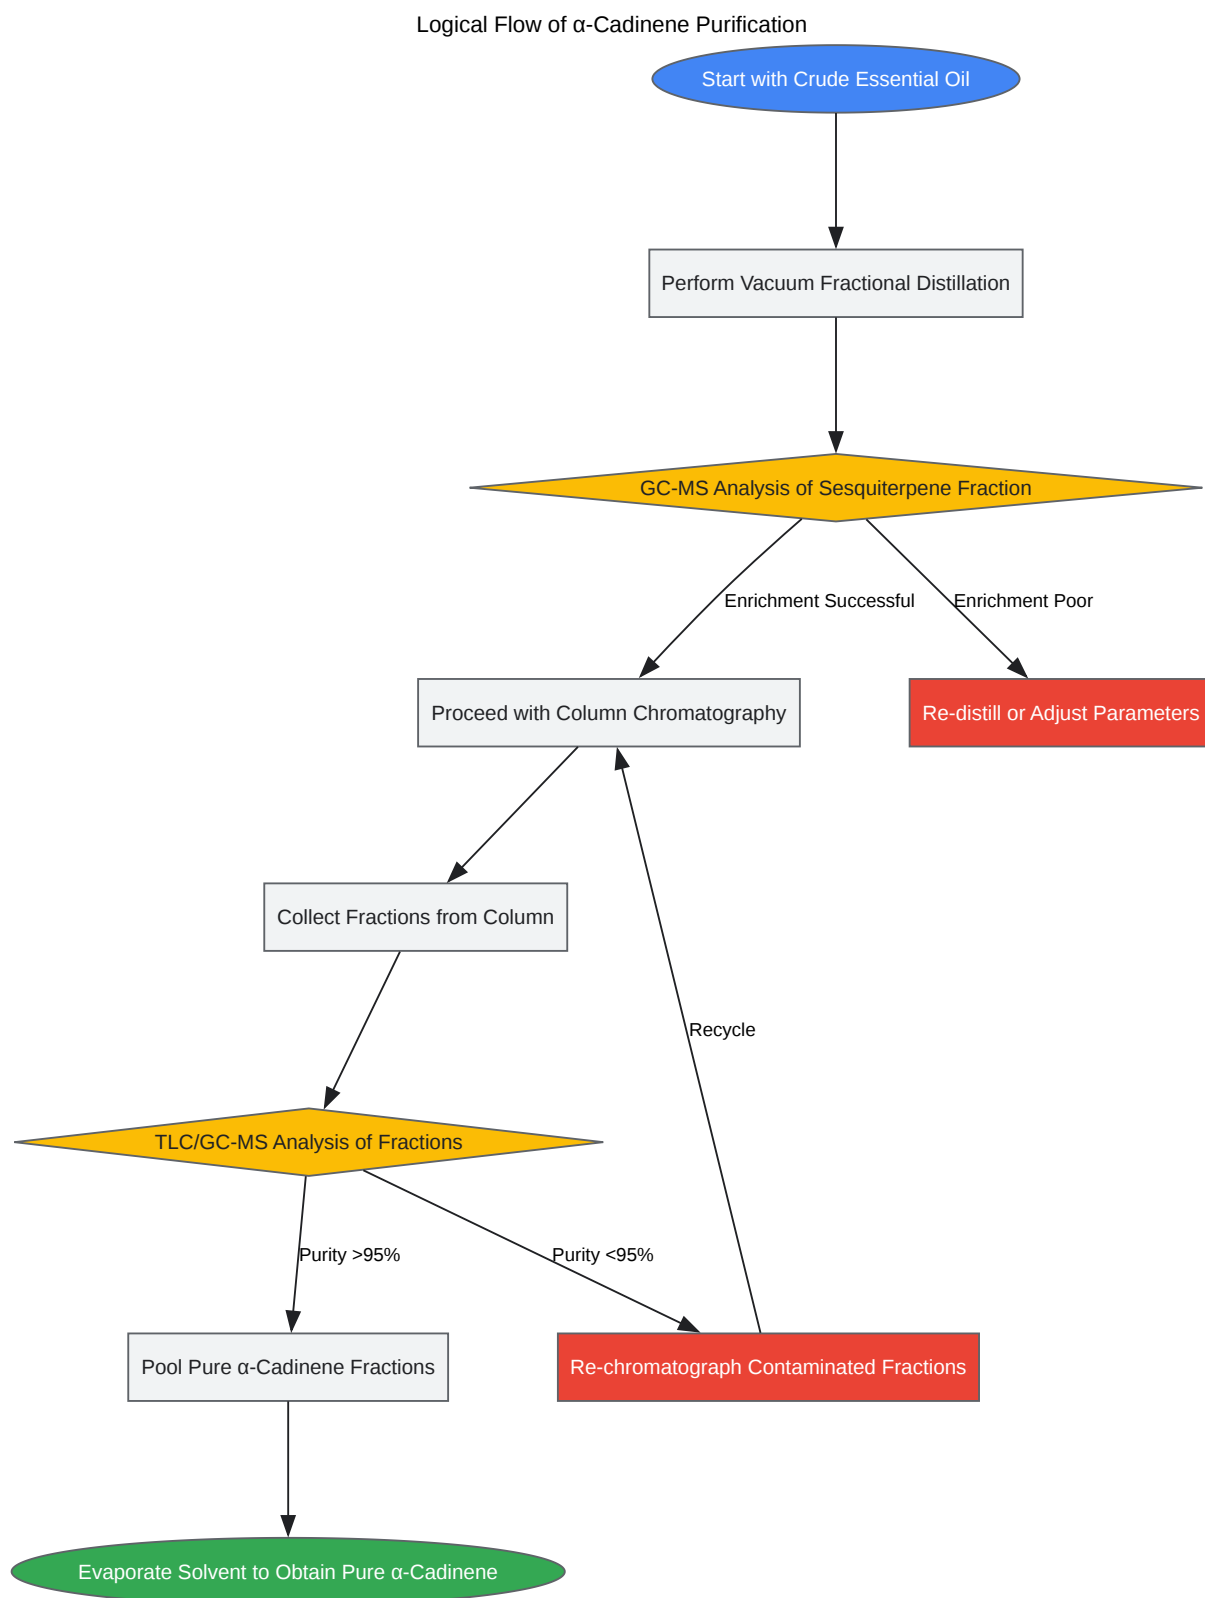 Logical Flow of α-Cadinene Purification
Start with Crude Essential Oil
Perform Vacuum Fractional Distillation
GC-MS Analysis of Sesquiterpene Fraction
Enrichment Successful
Enrichment Poor
Proceed with Column Chromatography
Re-distill or Adjust Parameters
Collect Fractions from Column
Recycle
TLC/GC-MS Analysis of Fractions
Purity >95%
Purity <95%
Pool Pure α-Cadinene Fractions
Re-chromatograph Contaminated Fractions
Evaporate Solvent to Obtain Pure α-Cadinene